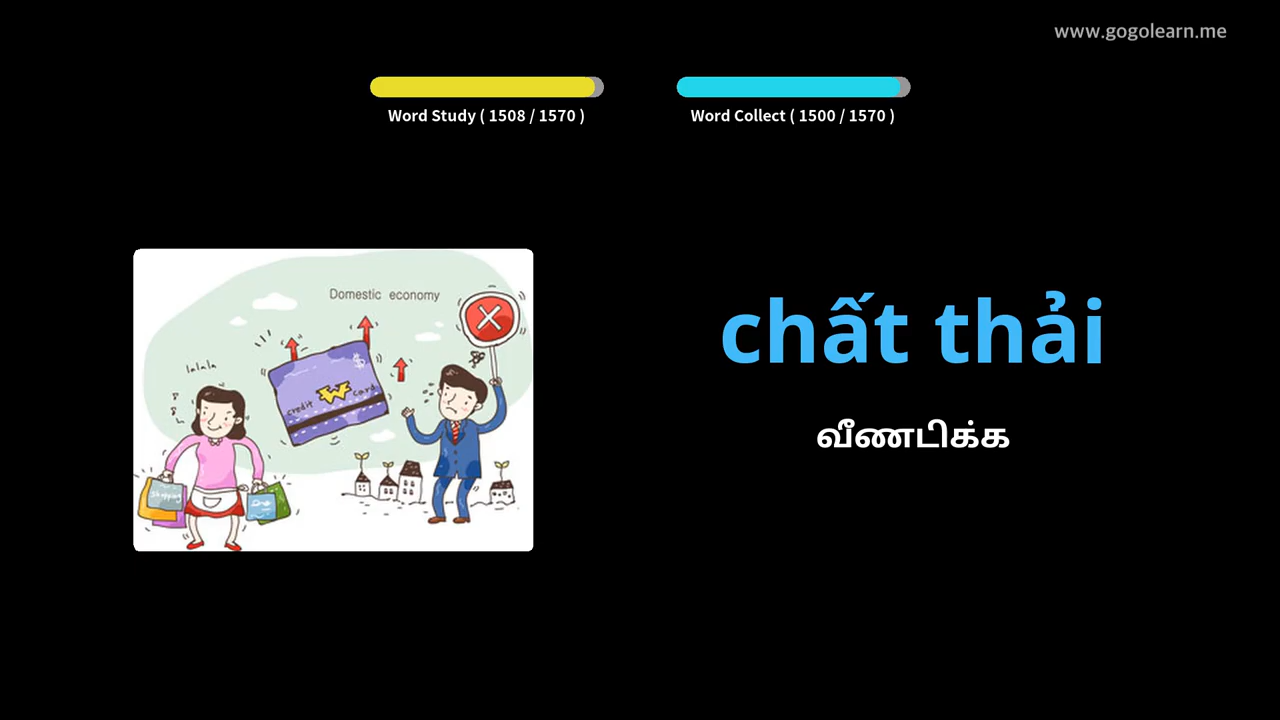 www.gogolearn.me
Word Study ( 1508 / 1570 )
Word Collect ( 1500 / 1570 )
Domestic economy
lalala
credit card
$
W
Shopping
chất thải
வீணடிக்க